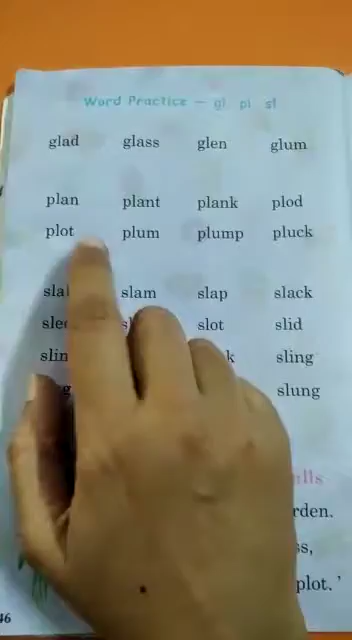 Word Practice – gl pl sl
glad glass glen glum
plan plant plank plod
plot plum plump pluck
slam slap slack
slot slid
sling
slung
plot.’
46